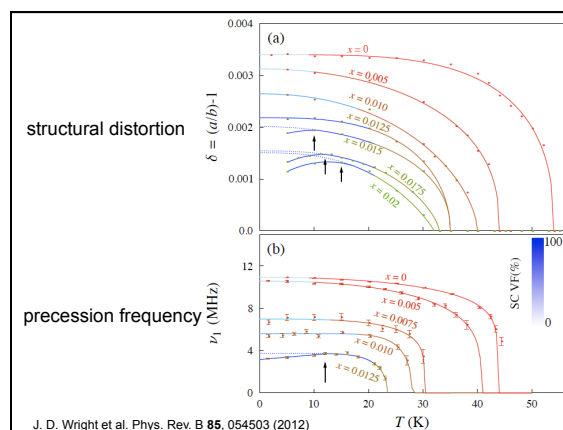 structural distortion
precession frequency
(a)
δ = (a/b)-1
0.004
0.003
0.002
0.001
0.0
x = 0
x = 0.005
x = 0.010
x = 0.0125
x = 0.015
x = 0.0175
x = 0.02
(b)
ν₁ (MHz)
12
9
6
3
0
x = 0
x = 0.005
x = 0.0075
x = 0.010
x = 0.0125
100
SC VF(%)
0
0 10 20 30 40 50
T (K)
J. D. Wright et al. Phys. Rev. B 85, 054503 (2012)